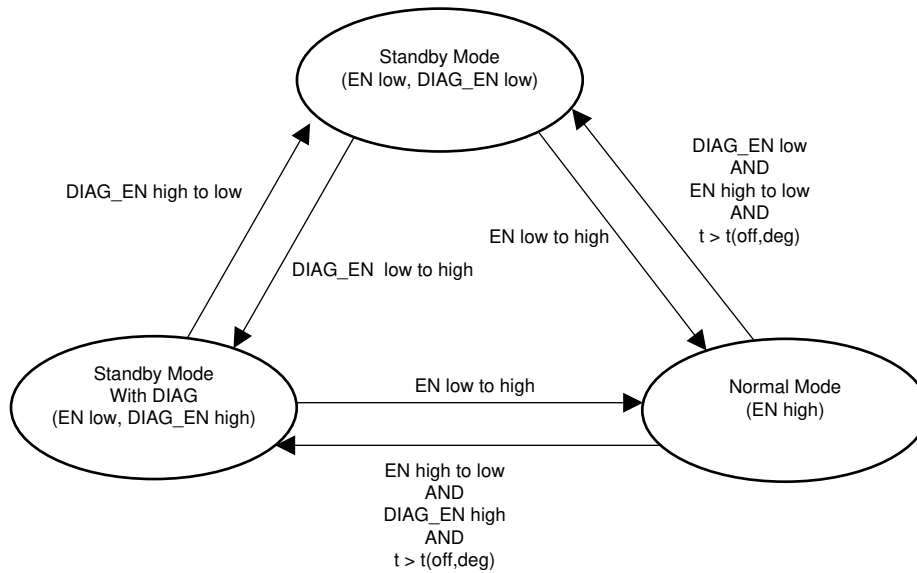 Standby Mode
(EN low, DIAG_EN low)
DIAG_EN low
AND
EN high to low
AND
t > t(off,deg)
DIAG_EN high to low
EN low to high
DIAG_EN low to high
Standby Mode
With DIAG
(EN low, DIAG_EN high)
EN low to high
Normal Mode
(EN high)
EN high to low
AND
DIAG_EN high
AND
t > t(off,deg)